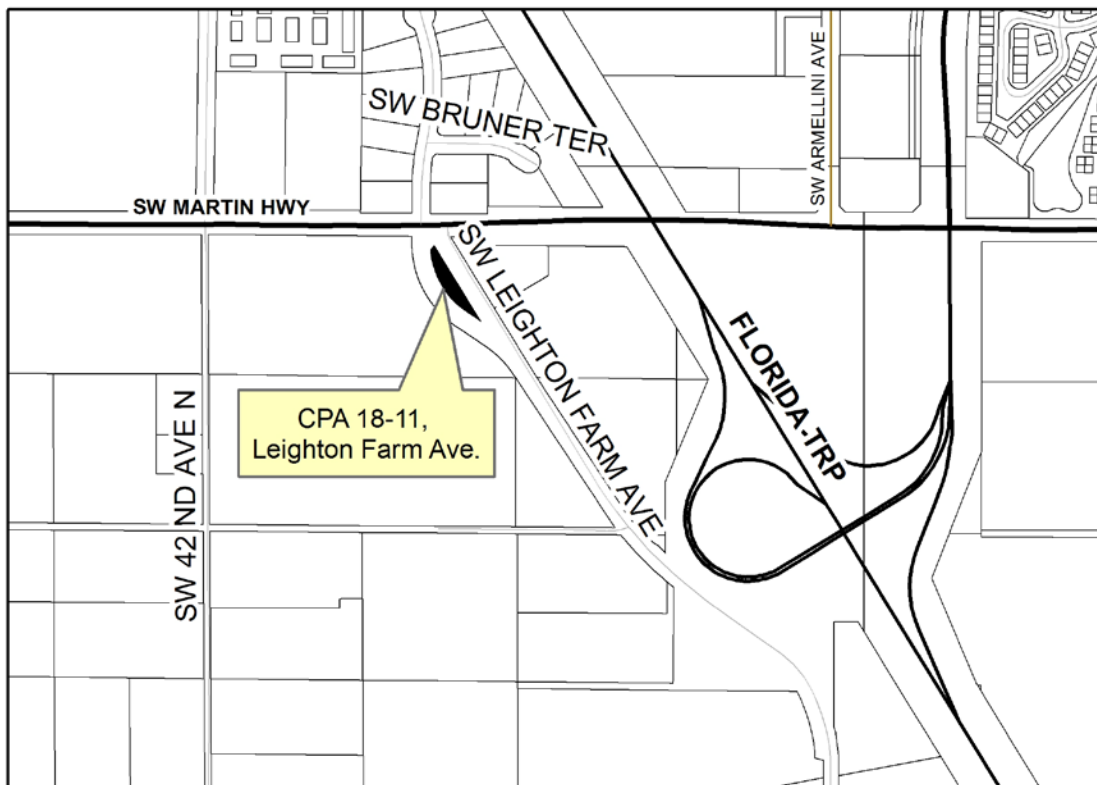 SW BRUNER TER
SW ARMELLINI AVE
SW MARTIN HWY
SW LEIGHTON FARM AVE
FLORIDA TRP
CPA 18-11,
Leighton Farm Ave.
SW 42 ND AVE N